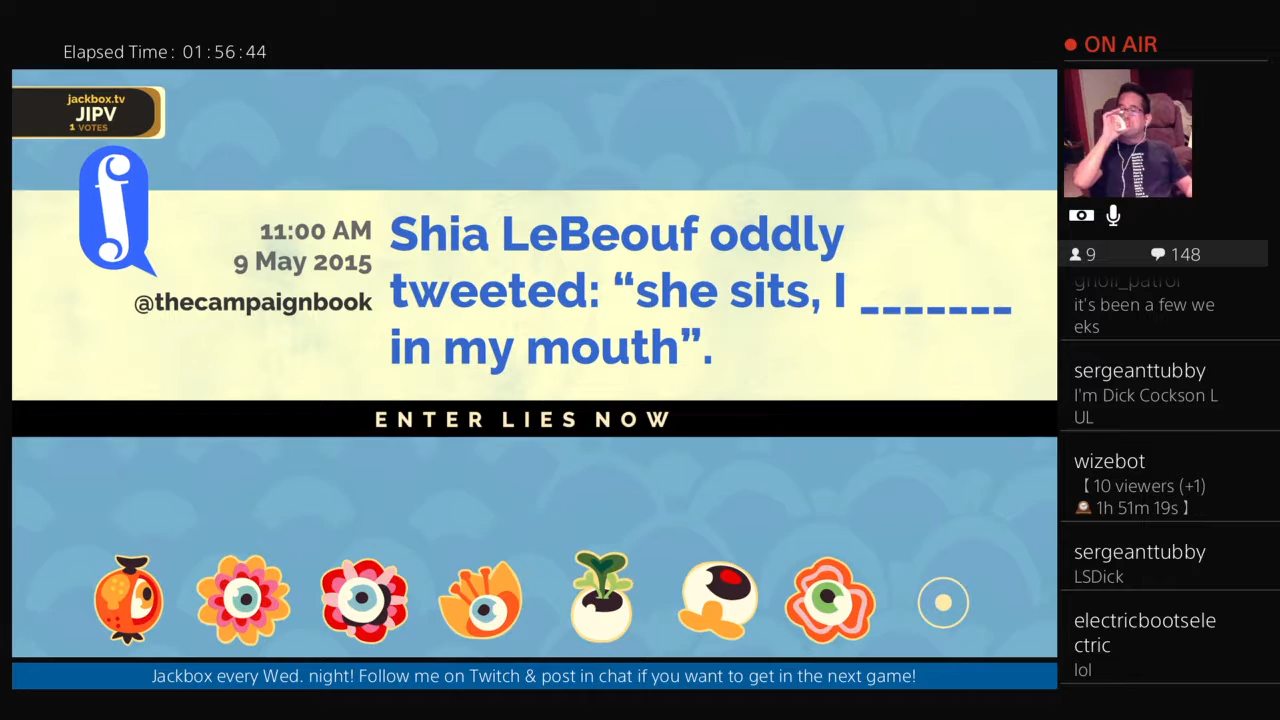 Elapsed Time: 01:56:44
ON AIR
jackbox.tv
JIPV
1 VOTES
11:00 AM
9 May 2015
@thecampaignbook
Shia LeBeouf oddly
tweeted: “she sits, I _______
in my mouth”.
ENTER LIES NOW
Jackbox every Wed. night! Follow me on Twitch & post in chat if you want to get in the next game!
9
148
it's been a few we
eks
sergeanttubby
I'm Dick Cockson L
UL
wizebot
【10 viewers (+1)
1h 51m 19s】
sergeanttubby
LSDick
electricbootsele
ctric
lol